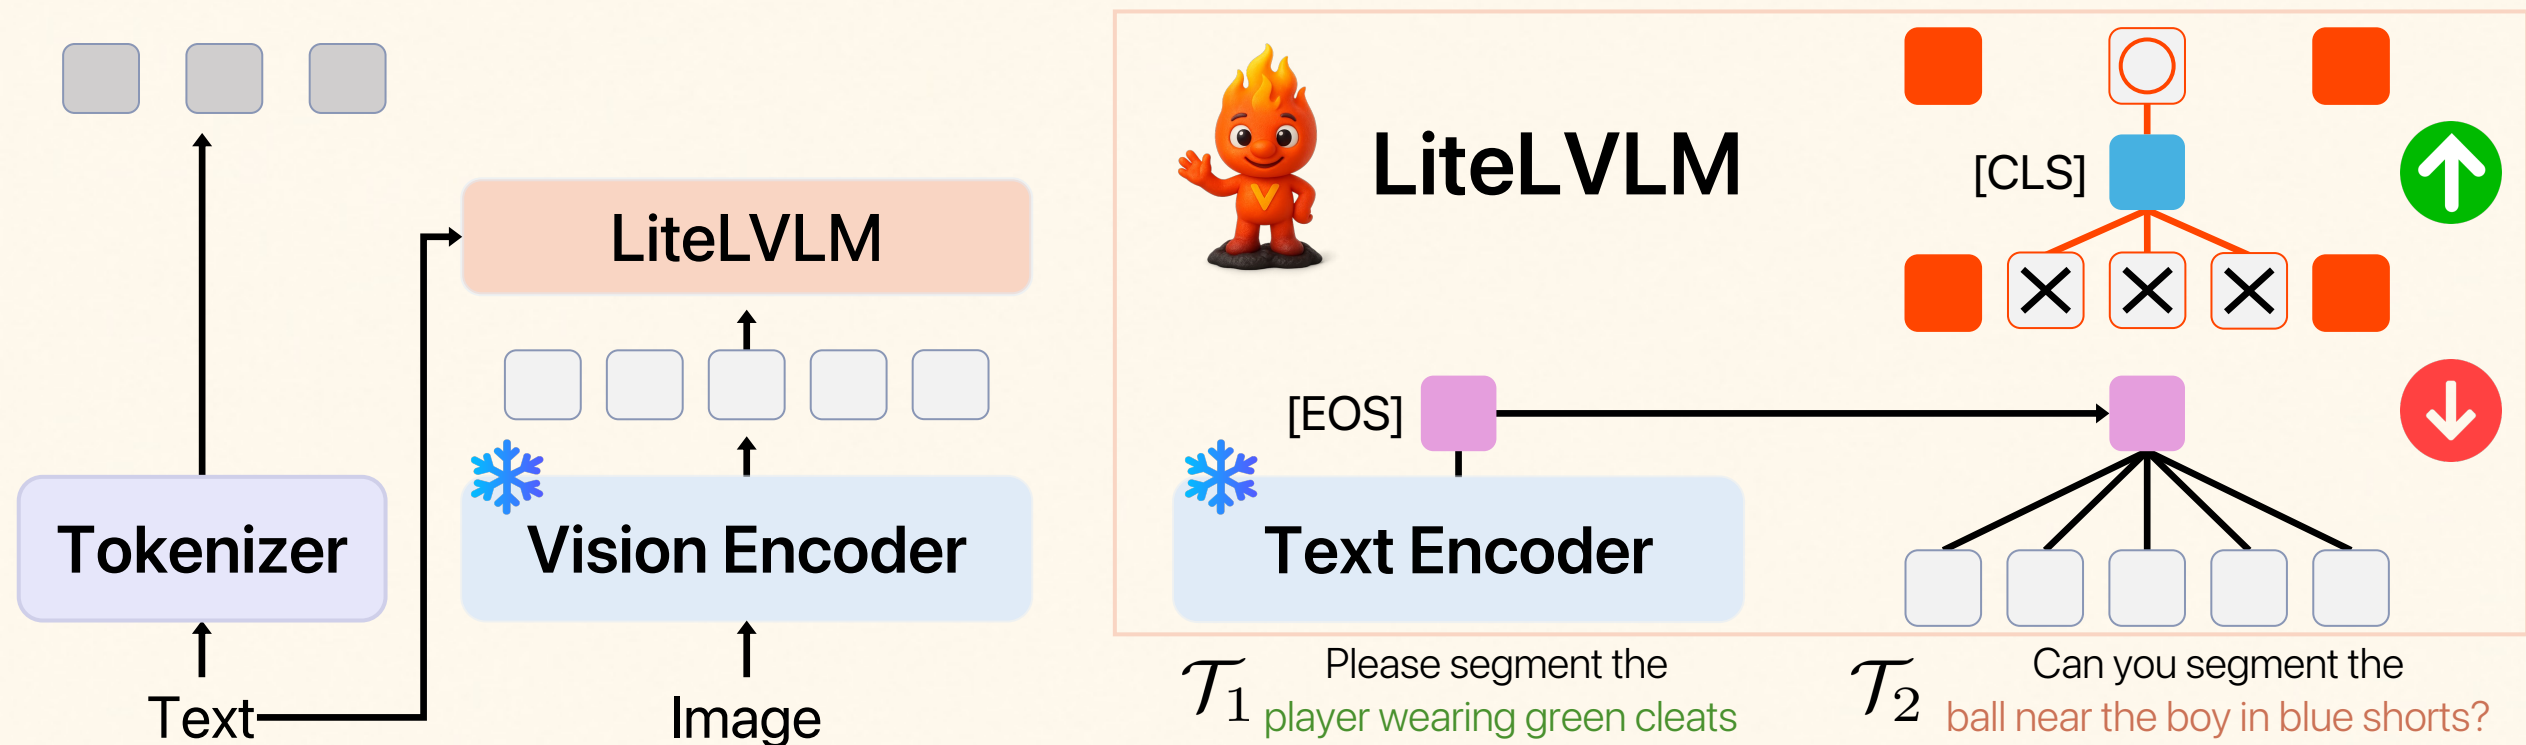 LiteLVLM
Tokenizer
Vision Encoder
Text
Image
LiteLVLM
[CLS]
[EOS]
Text Encoder
𝒯₁ Please segment the
player wearing green cleats
𝒯₂ Can you segment the
ball near the boy in blue shorts?
V